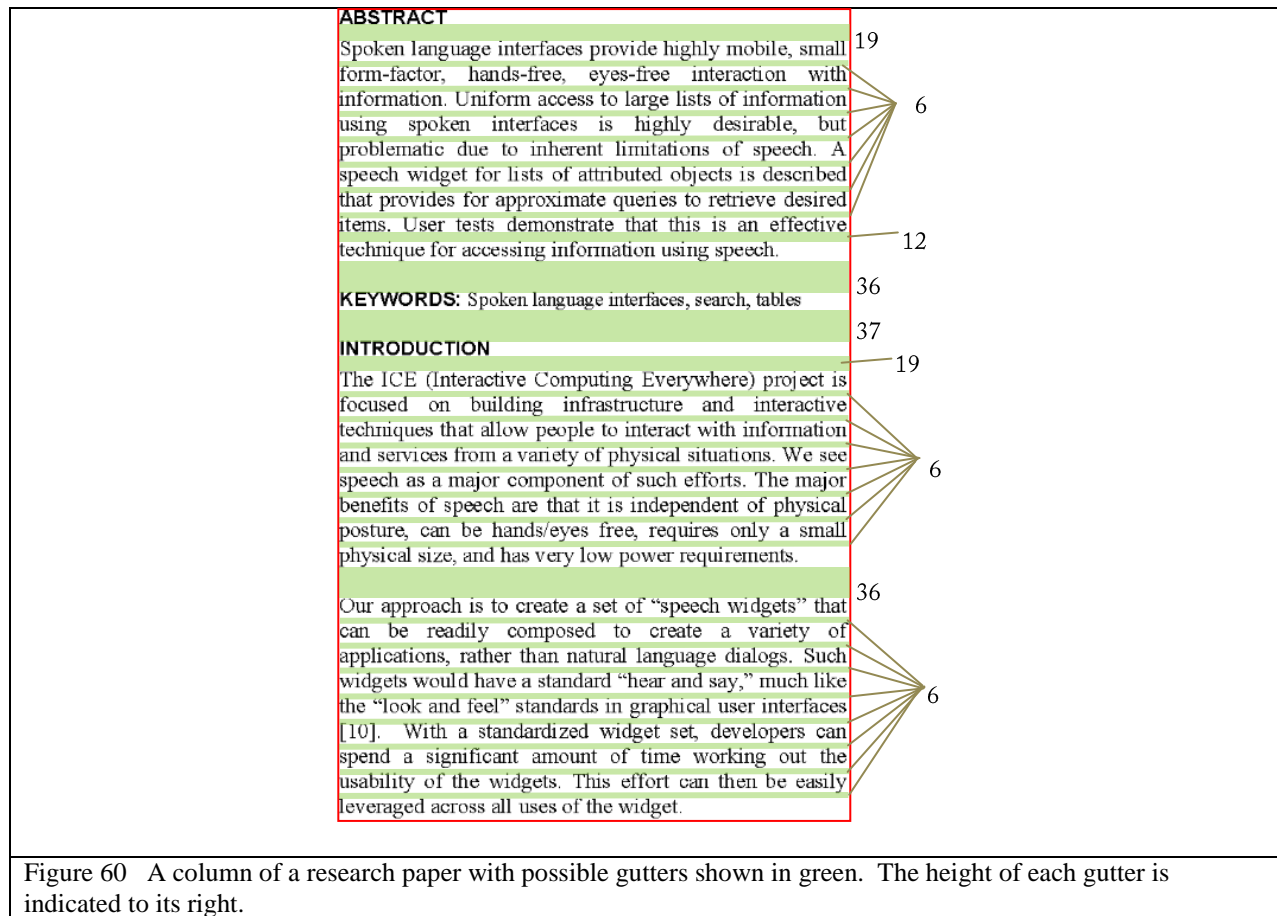 ABSTRACT
19
Spoken language interfaces provide highly mobile, small
form-factor, hands-free, eyes-free interaction with
information. Uniform access to large lists of information
6
using spoken interfaces is highly desirable, but
problematic due to inherent limitations of speech. A
speech widget for lists of attributed objects is described
that provides for approximate queries to retrieve desired
items. User tests demonstrate that this is an effective
12
technique for accessing information using speech.
36
KEYWORDS: Spoken language interfaces, search, tables
37
INTRODUCTION
19
The ICE (Interactive Computing Everywhere) project is
focused on building infrastructure and interactive
techniques that allow people to interact with information
and services from a variety of physical situations. We see
6
speech as a major component of such efforts. The major
benefits of speech are that it is independent of physical
posture, can be hands/eyes free, requires only a small
physical size, and has very low power requirements.
36
Our approach is to create a set of “speech widgets” that
can be readily composed to create a variety of
applications, rather than natural language dialogs. Such
widgets would have a standard “hear and say,” much like
6
the “look and feel” standards in graphical user interfaces
[10]. With a standardized widget set, developers can
spend a significant amount of time working out the
usability of the widgets. This effort can then be easily
leveraged across all uses of the widget.
Figure 60 A column of a research paper with possible gutters shown in green. The height of each gutter is
indicated to its right.